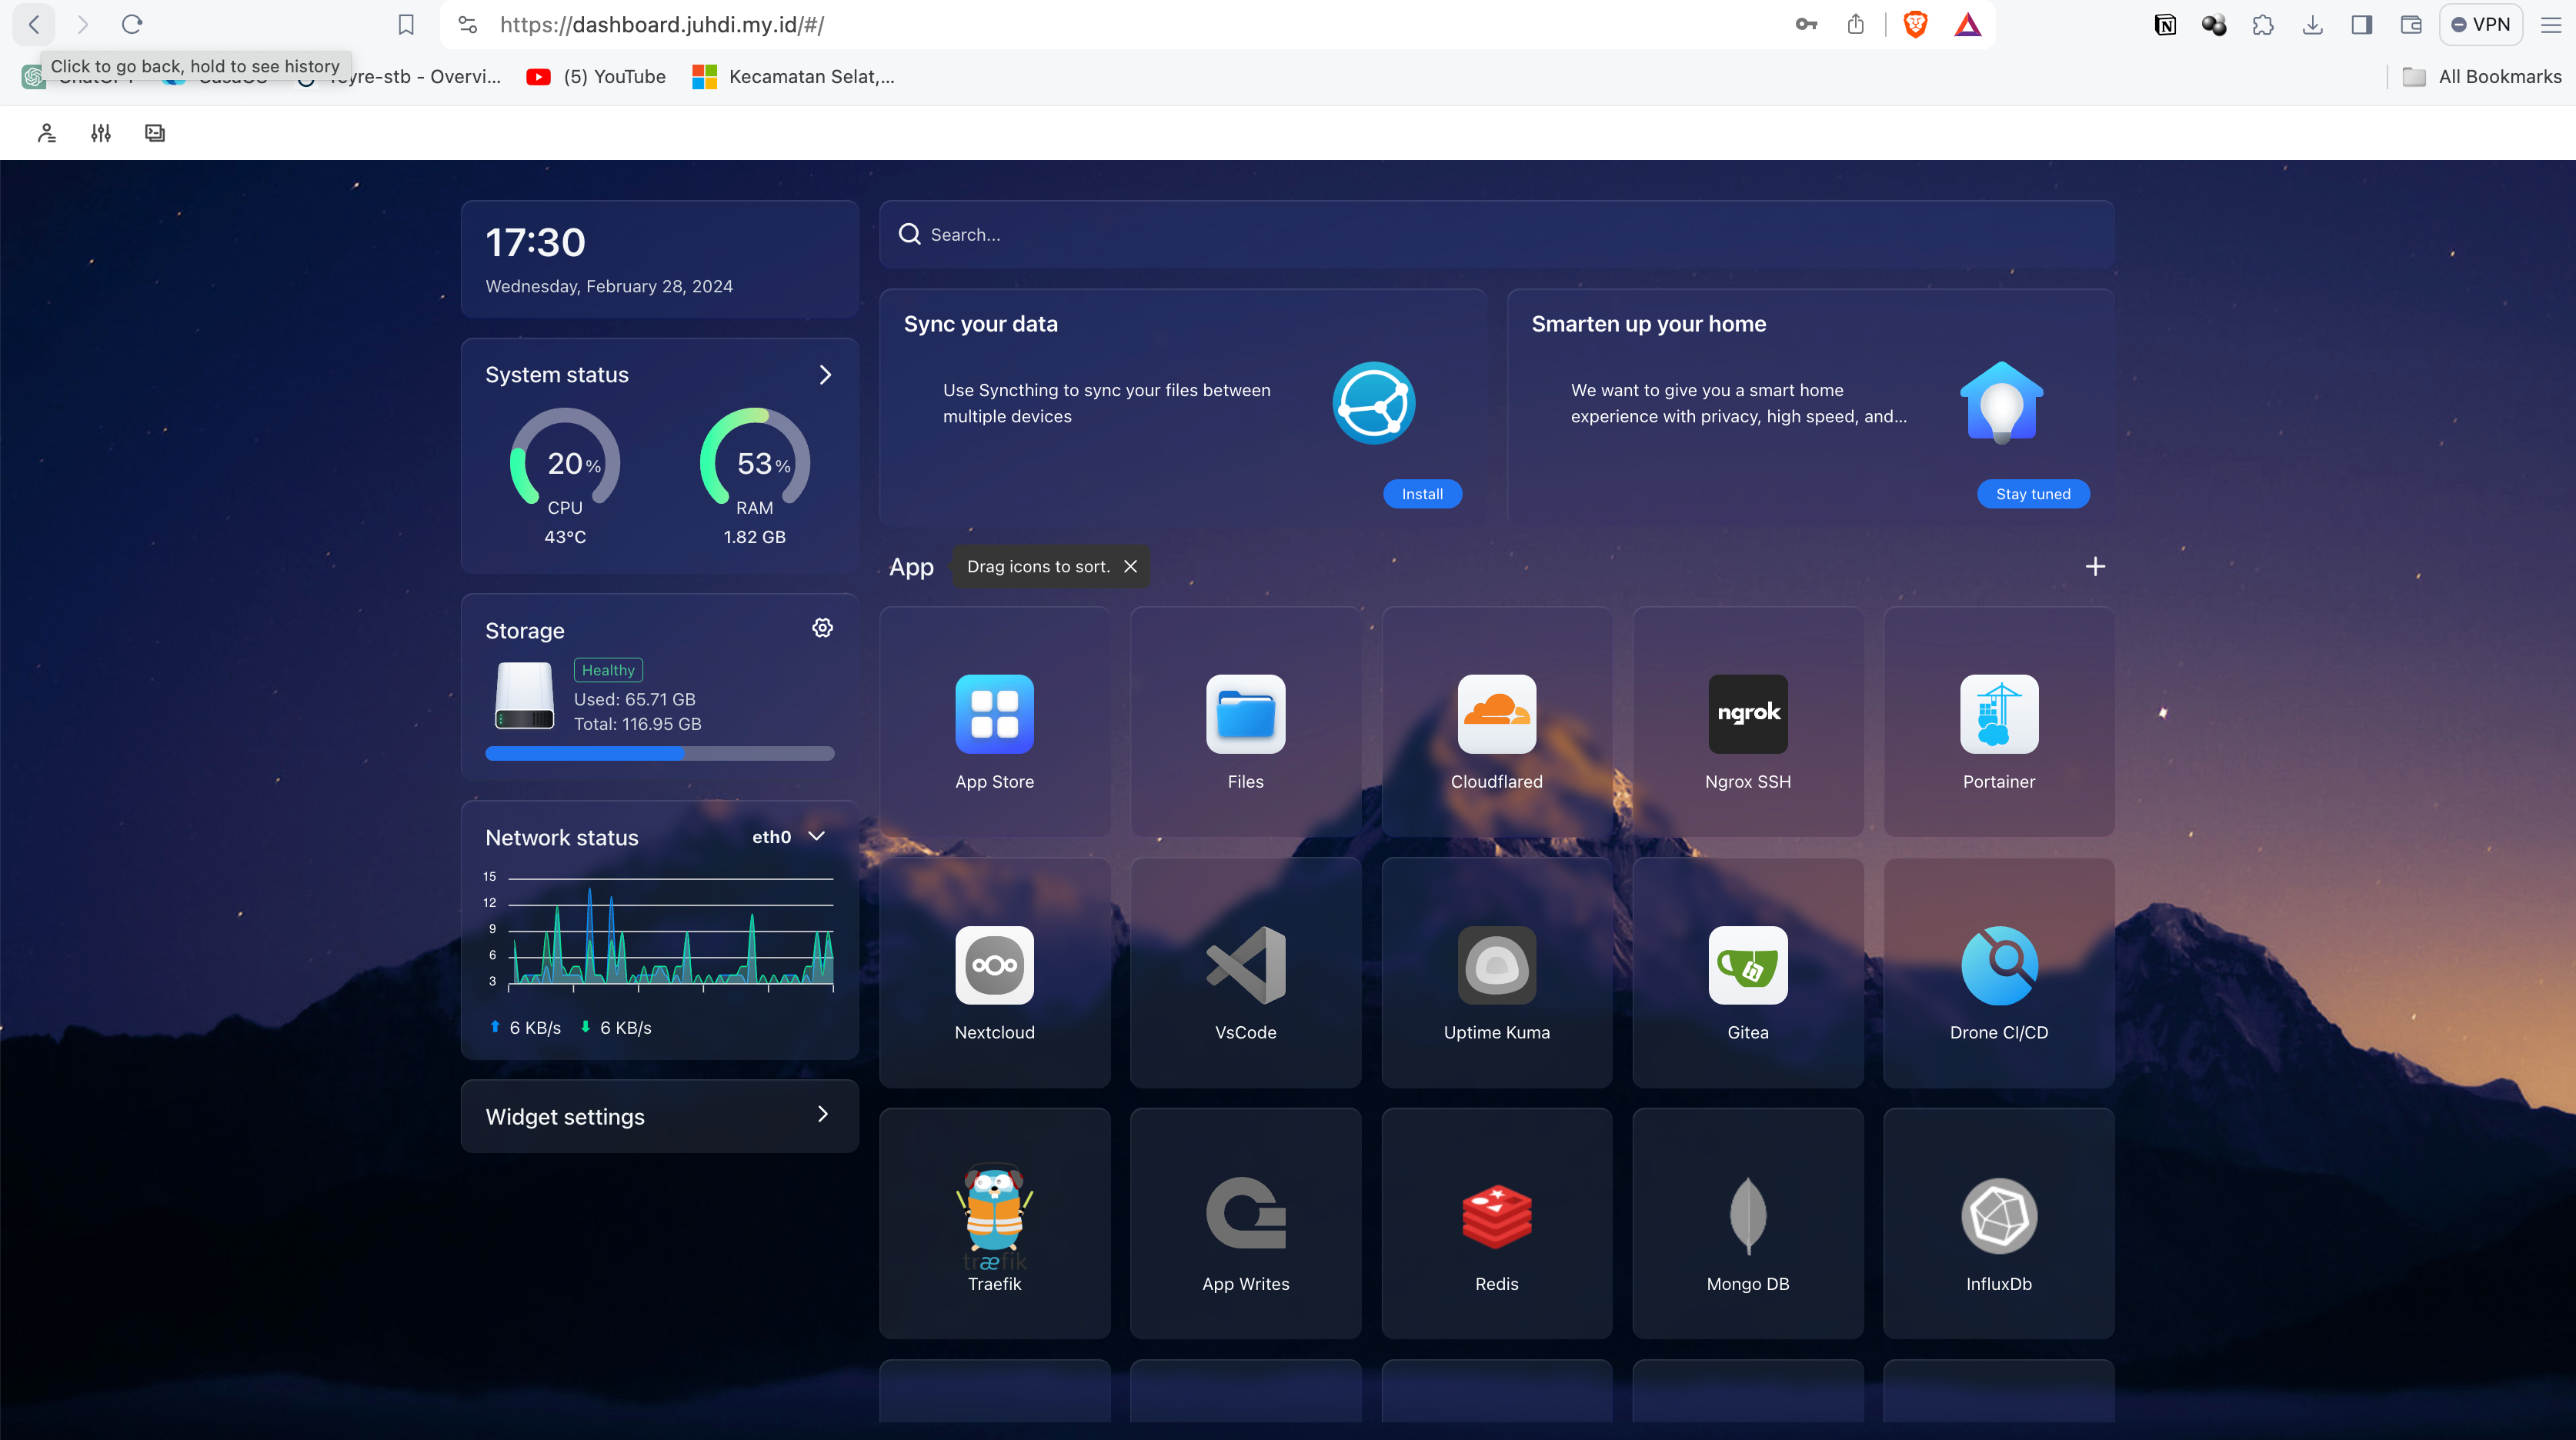 https://dashboard.juhdi.my.id/#/
VPN
Click to go back, hold to see history
Overvi...
(5) YouTube
Kecamatan Selat,...
All Bookmarks
17:30
Wednesday, February 28, 2024
Search...
System status
20%
CPU
43°C
53%
RAM
1.82 GB
Sync your data
Use Syncthing to sync your files between
multiple devices
Install
Smarten up your home
We want to give you a smart home
experience with privacy, high speed, and...
Stay tuned
Storage
Healthy
Used: 65.71 GB
Total: 116.95 GB
Network status
eth0
15
12
9
6
3
6 KB/s
6 KB/s
Widget settings
App
Drag icons to sort.
App Store
Files
Cloudflared
ngrok
Ngrox SSH
Portainer
Nextcloud
VsCode
Uptime Kuma
Gitea
Drone CI/CD
træfik
Traefik
App Writes
Redis
Mongo DB
InfluxDb